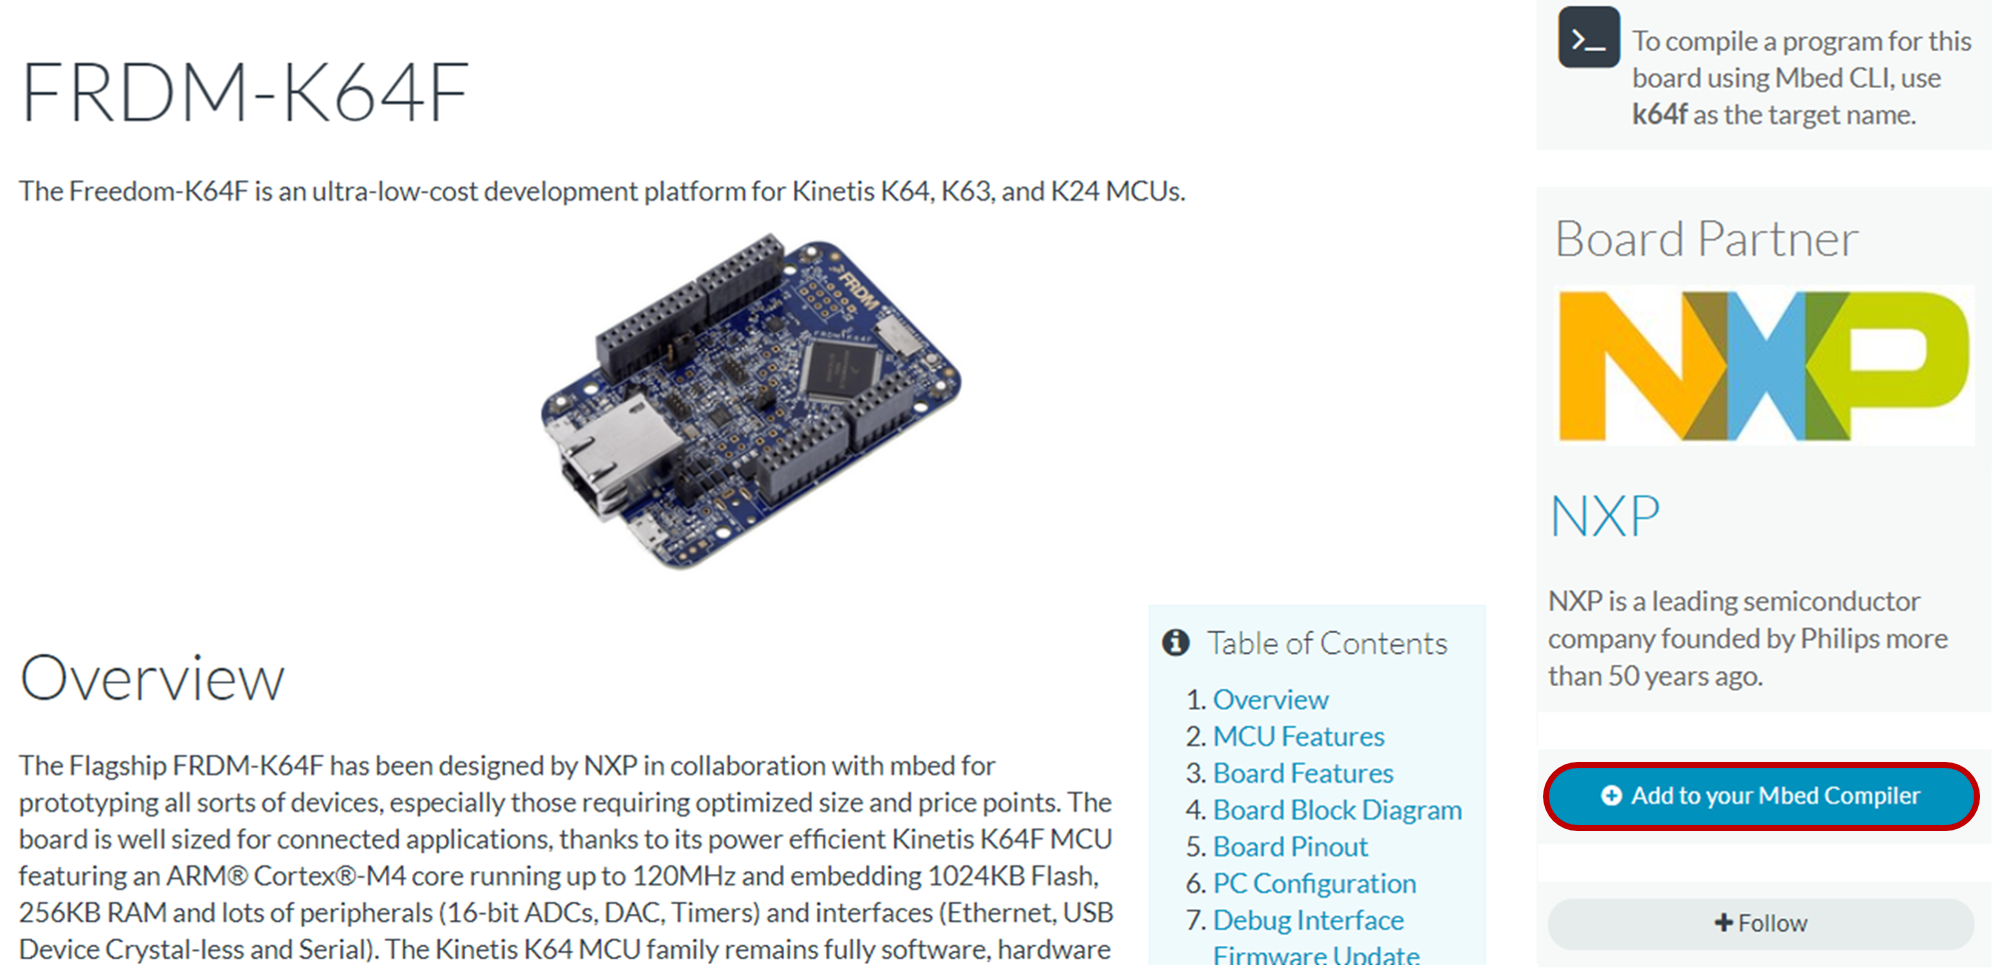 FRDM-K64F
The Freedom-K64F is an ultra-low-cost development platform for Kinetis K64, K63, and K24 MCUs.
FRDM
FRDM-K64F
Overview
The Flagship FRDM-K64F has been designed by NXP in collaboration with mbed for
prototyping all sorts of devices, especially those requiring optimized size and price points. The
board is well sized for connected applications, thanks to its power efficient Kinetis K64F MCU
featuring an ARM® Cortex®-M4 core running up to 120MHz and embedding 1024KB Flash,
256KB RAM and lots of peripherals (16-bit ADCs, DAC, Timers) and interfaces (Ethernet, USB
Device Crystal-less and Serial). The Kinetis K64 MCU family remains fully software, hardware
Table of Contents
1. Overview
2. MCU Features
3. Board Features
4. Board Block Diagram
5. Board Pinout
6. PC Configuration
7. Debug Interface
Firmware Update
>_ To compile a program for this
board using Mbed CLI, use
k64f as the target name.
Board Partner
NXP
NXP
NXP is a leading semiconductor
company founded by Philips more
than 50 years ago.
Add to your Mbed Compiler
+ Follow